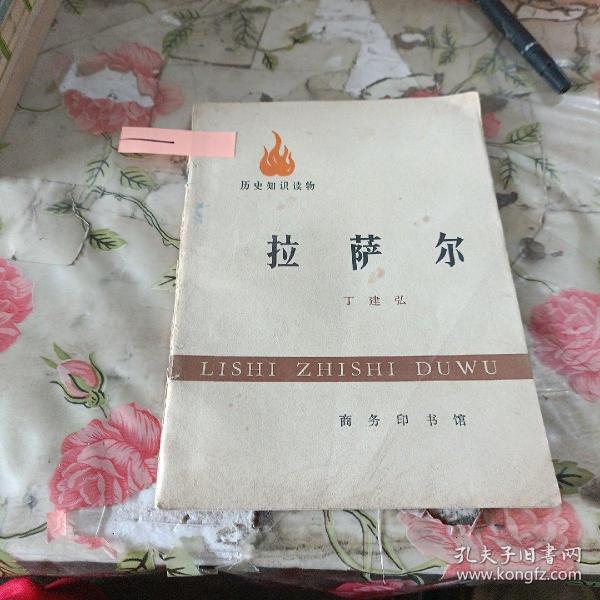 一
历史知识读物
拉萨尔
丁建弘
LISHI ZHISHI DUWU
商务印书馆
孔夫子旧书网
www.kongfz.com